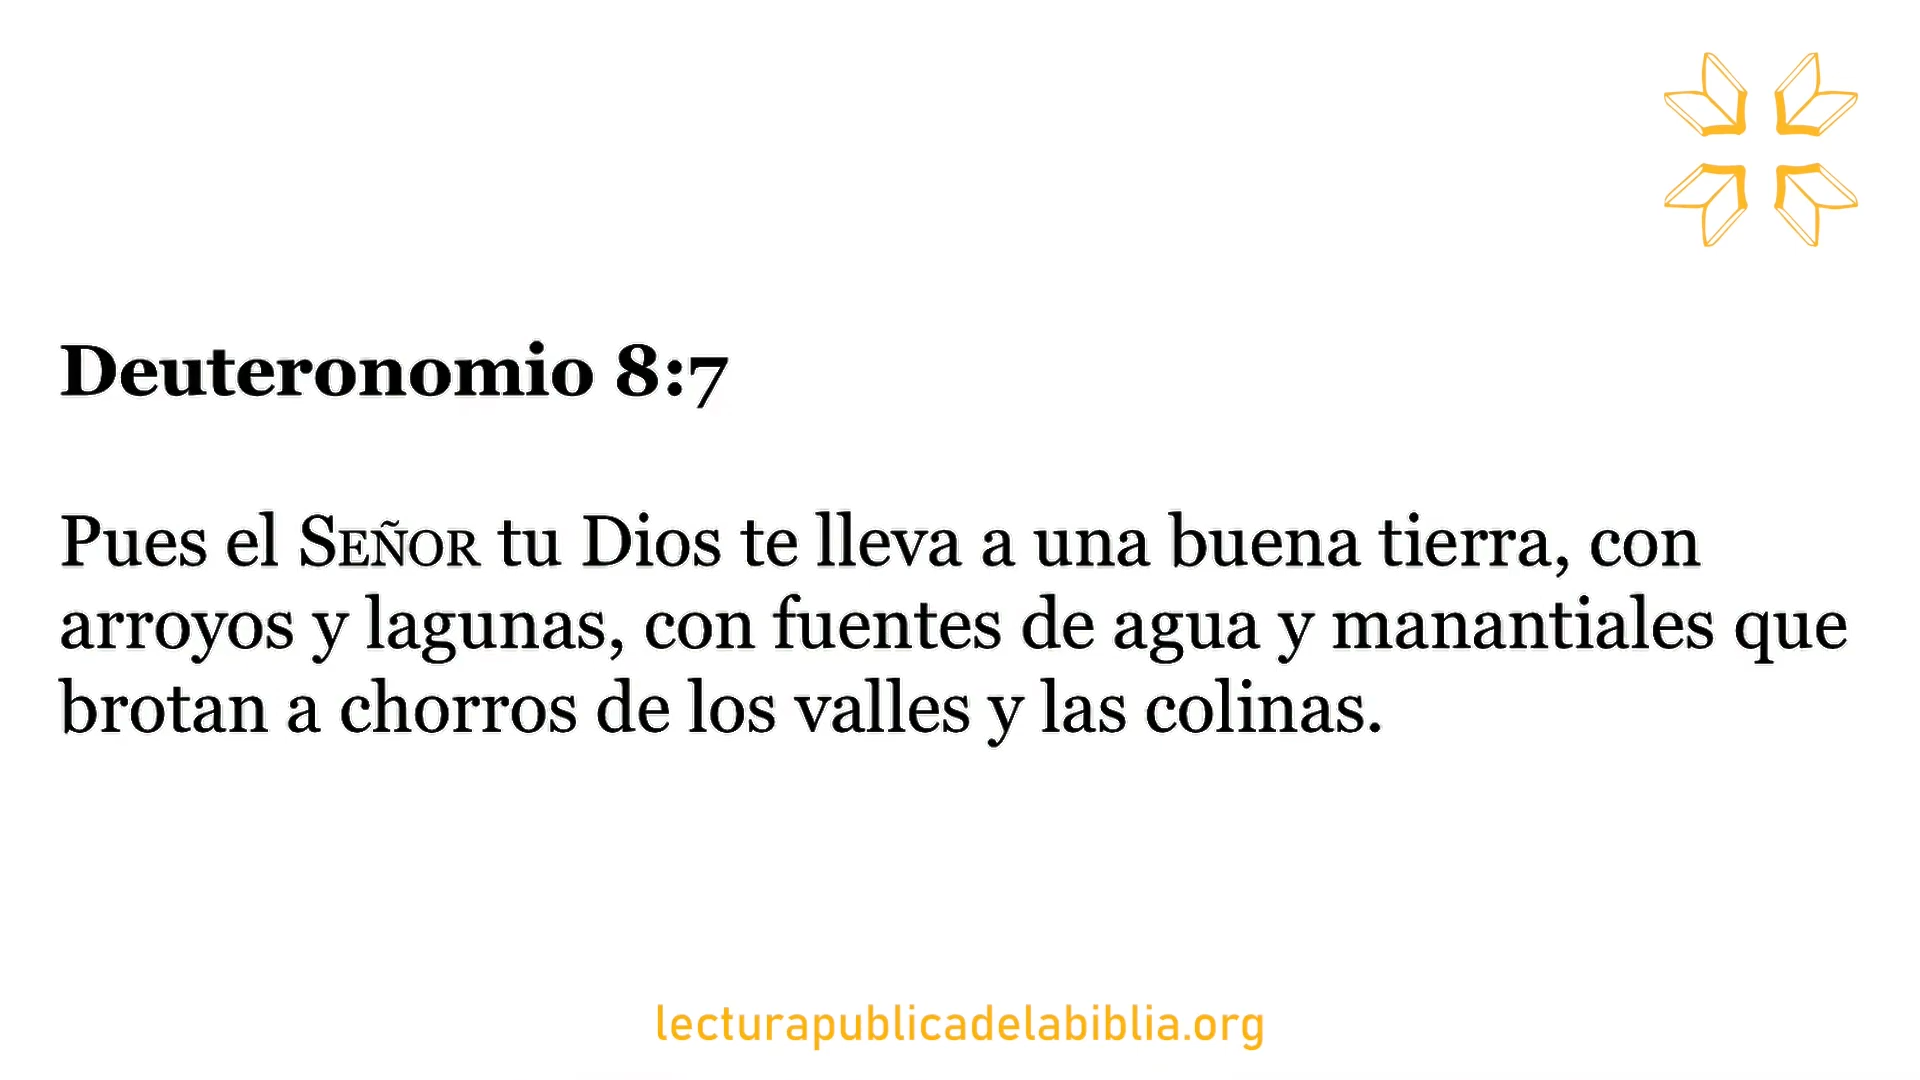 Deuteronomio 8:7
Pues el SEÑOR tu Dios te lleva a una buena tierra, con
arroyos y lagunas, con fuentes de agua y manantiales que
brotan a chorros de los valles y las colinas.
lecturapublicadelabiblia.org